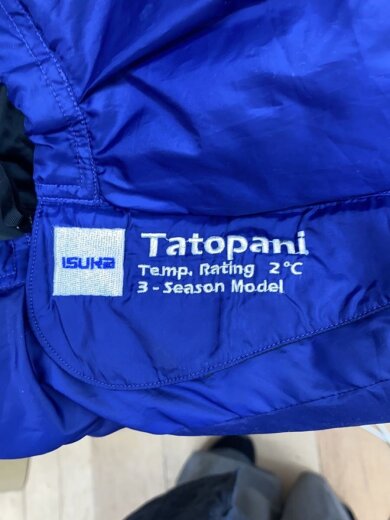 ISUKA
Tatopani
Temp. Rating 2°C
3-Season Model